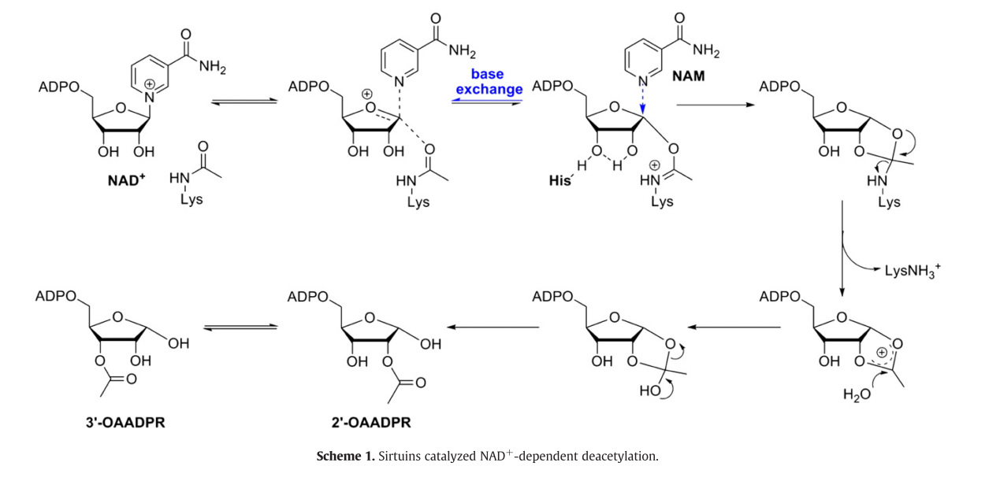 O
NH₂
N
⊕
ADPO
O
OH OH
NAD⁺
O
HN
Lys
O
NH₂
N
ADPO
⊕
O
OH OH
O
HN
Lys
base
exchange
O
NH₂
N
NAM
ADPO
O
O O
H H
His
O
⊕
HN
Lys
ADPO
O
O
OH O
HN
Lys
LysNH₃⁺
ADPO
O
OH
O
OH
O
3'-OAADPR
ADPO
O
OH
OH
O
O
2'-OAADPR
ADPO
O
O
OH O
HO
ADPO
O
O
⊕
OH O
H₂O
Scheme 1. Sirtuins catalyzed NAD⁺-dependent deacetylation.